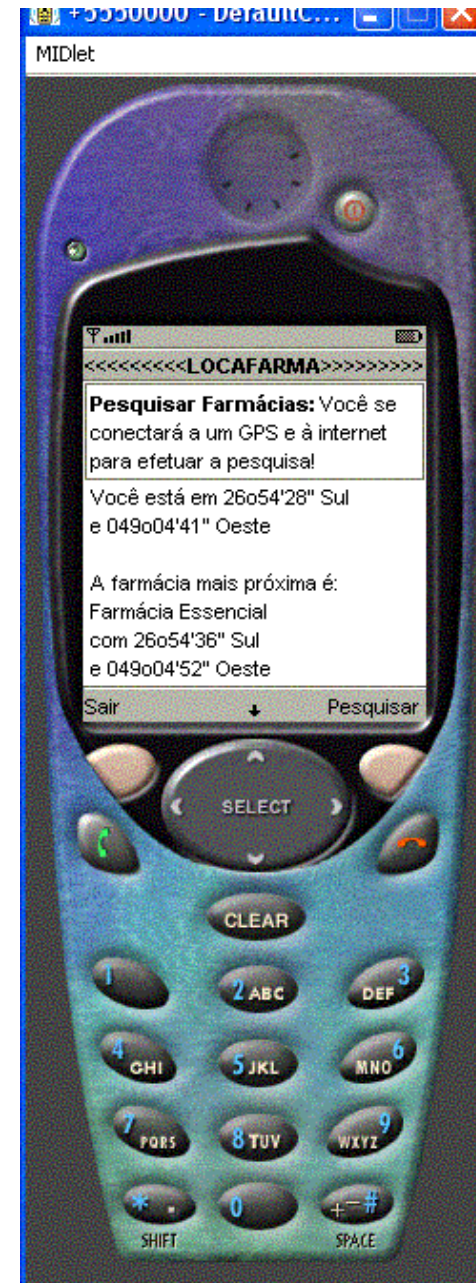 +5550000 - DefaultC...
MIDlet
<<<<<<<<<LOCAFARMA>>>>>>>>>
Pesquisar Farmácias: Você se
conectará a um GPS e à internet
para efetuar a pesquisa!
Você está em 26o54'28" Sul
e 049o04'41" Oeste
A farmácia mais próxima é:
Farmácia Essencial
com 26o54'36" Sul
e 049o04'52" Oeste
Sair Pesquisar
SELECT
CLEAR
1 2 ABC DEF 3
4 GHI 5 JKL MNO 6
7 PQRS 8 TUV WXYZ 9
* . 0 +-#
SHIFT SPACE